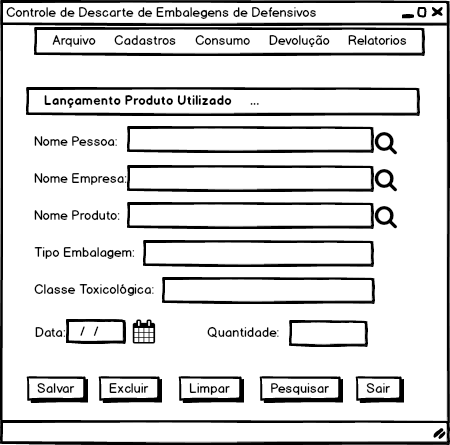 Controle de Descarte de Embalegens de Defensivos
Arquivo Cadastros Consumo Devolução Relatorios
Lançamento Produto Utilizado ...
Nome Pessoa:
Nome Empresa:
Nome Produto:
Tipo Embalagem:
Classe Toxicológica:
Data: / / Quantidade:
Salvar Excluir Limpar Pesquisar Sair